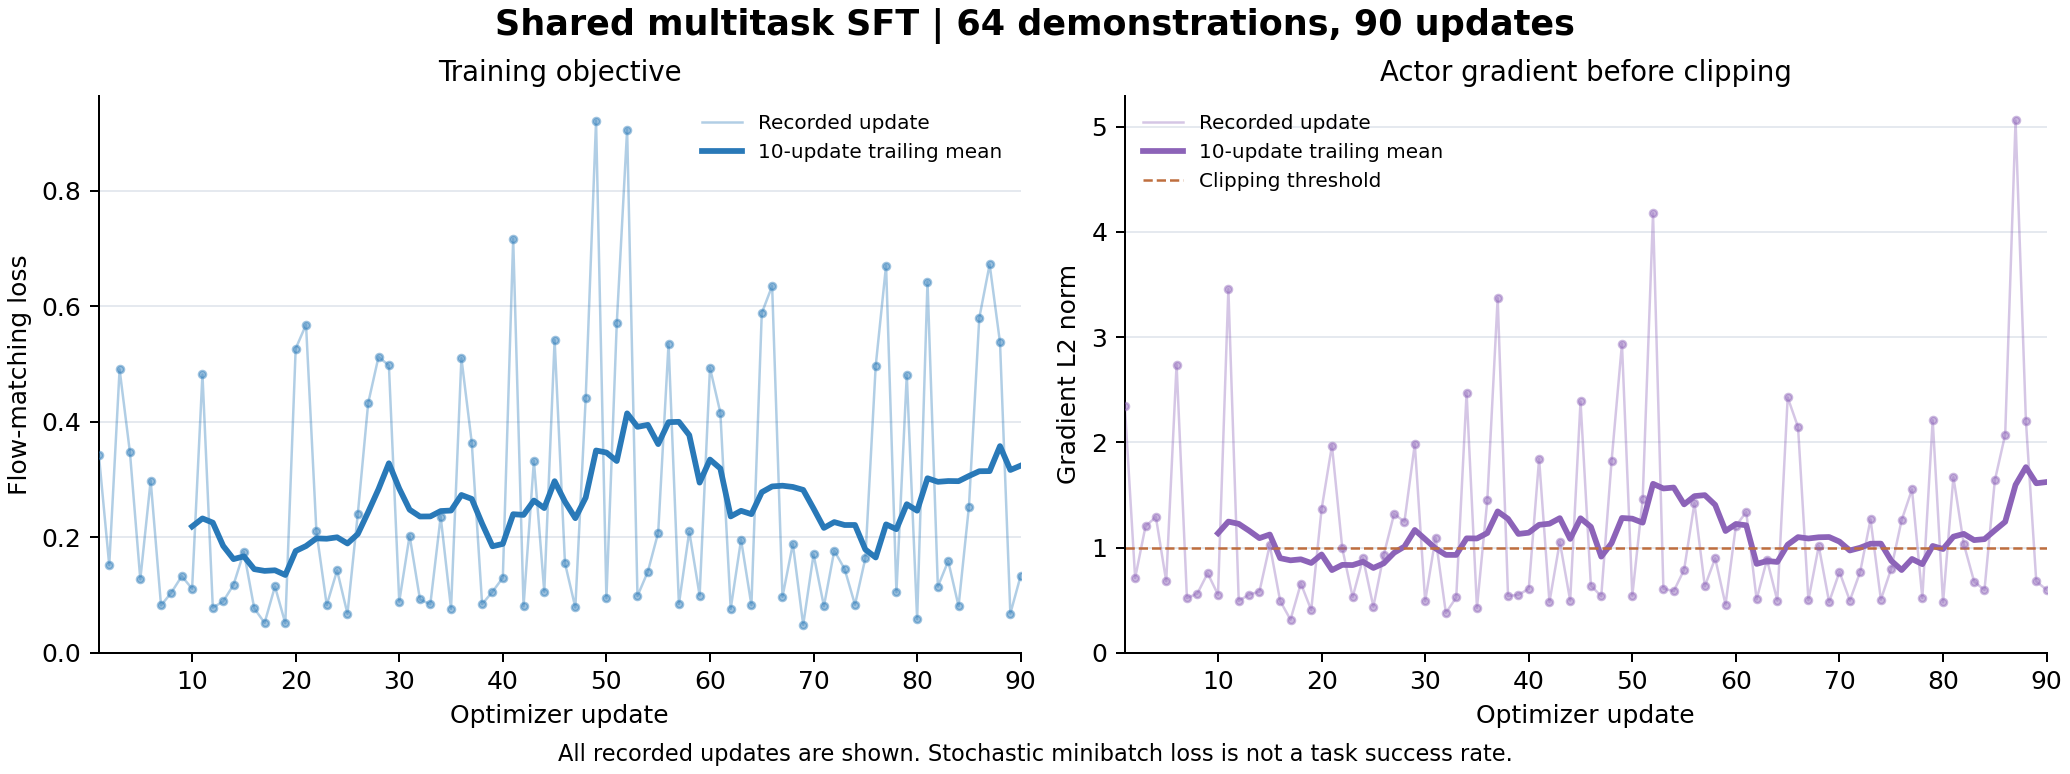 Shared multitask SFT | 64 demonstrations, 90 updates
Training objective
Recorded update
10-update trailing mean
Flow-matching loss
0.8
0.6
0.4
0.2
0.0
10 20 30 40 50 60 70 80 90
Optimizer update
Actor gradient before clipping
Recorded update
10-update trailing mean
Clipping threshold
Gradient L2 norm
5
4
3
2
1
0
10 20 30 40 50 60 70 80 90
Optimizer update
All recorded updates are shown. Stochastic minibatch loss is not a task success rate.